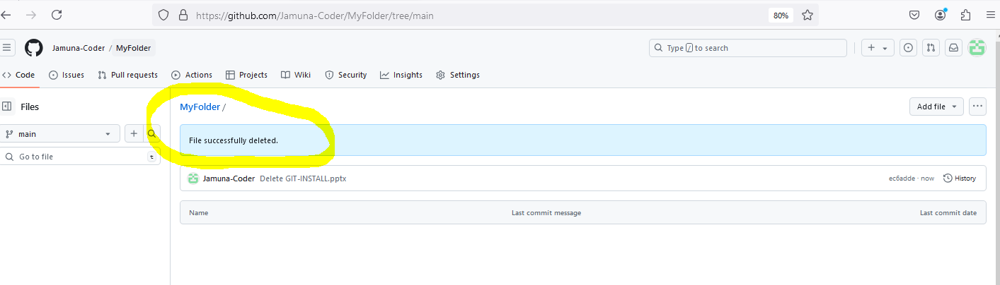 https://github.com/Jamuna-Coder/MyFolder/tree/main 80%
Jamuna-Coder / MyFolder Type / to search
Code Issues Pull requests Actions Projects Wiki Security Insights Settings
Files MyFolder / Add file
main
File successfully deleted.
Go to file t
Jamuna-Coder Delete GIT-INSTALL.pptx ec6adde · now History
Name Last commit message Last commit date